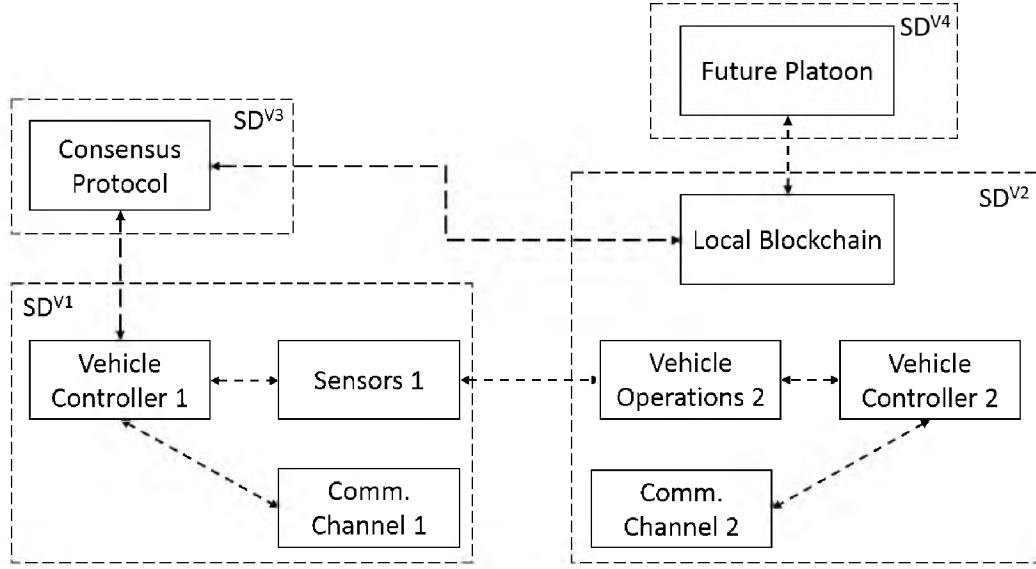 SD^V4
Future Platoon
SD^V3
Consensus
Protocol
SD^V2
Local Blockchain
SD^V1
Vehicle
Controller 1
Sensors 1
Vehicle
Operations 2
Vehicle
Controller 2
Comm.
Channel 1
Comm.
Channel 2